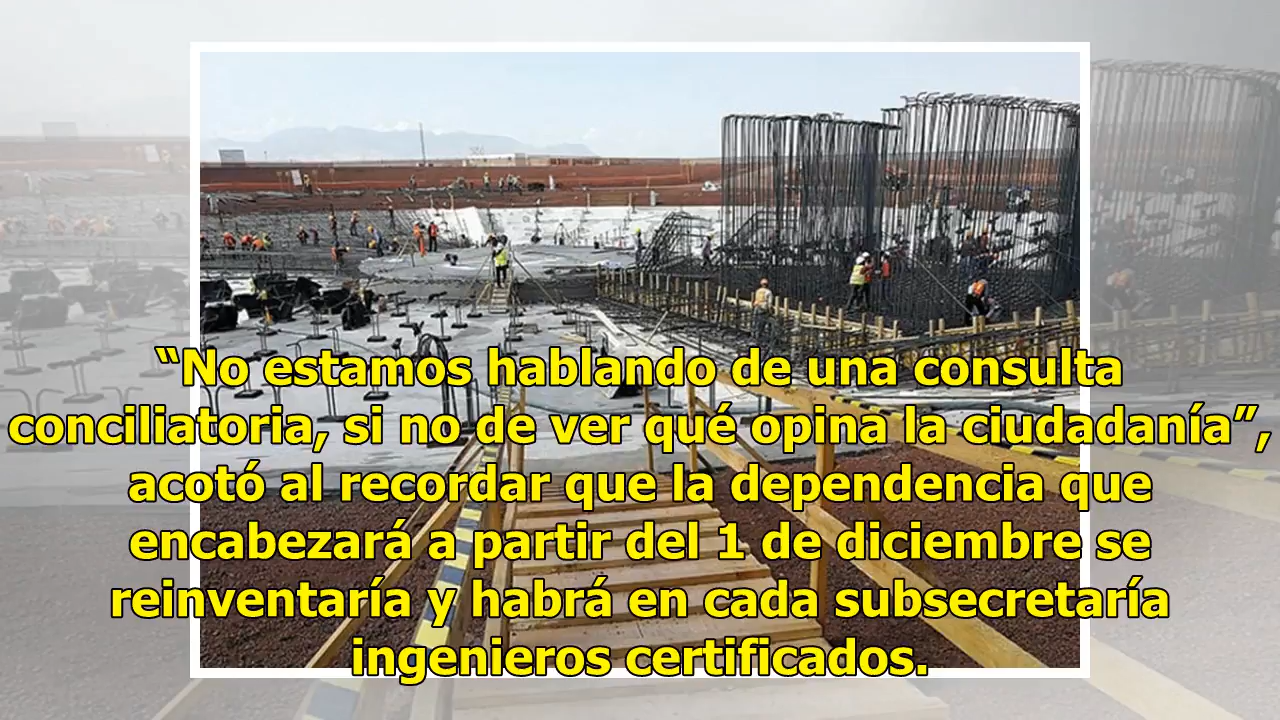 “No estamos hablando de una consulta
conciliatoria, si no de ver qué opina la ciudadanía”,
acotó al recordar que la dependencia que
encabezará a partir del 1 de diciembre se
reinventaría y habrá en cada subsecretaría
ingenieros certificados.